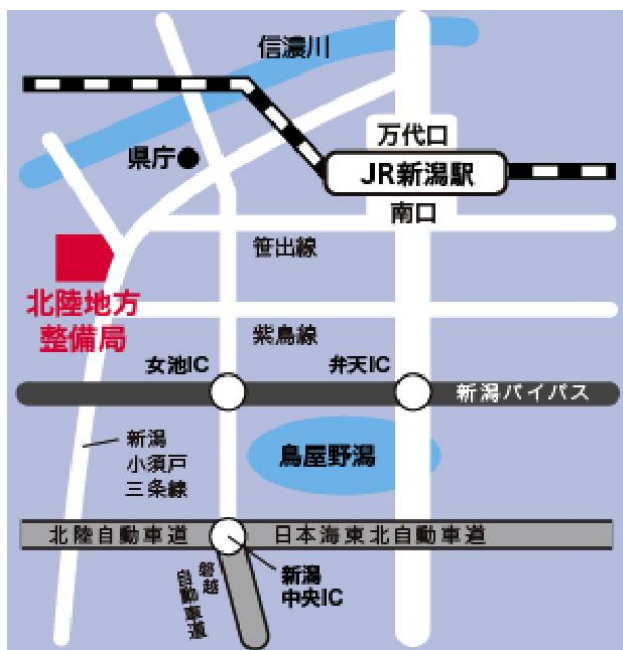 信濃川
万代口
県庁
JR新潟駅
南口
笹出線
北陸地方
整備局
紫鳥線
女池IC
弁天IC
新潟バイパス
新潟
小須戸
三条線
鳥屋野潟
北陸自動車道
日本海東北自動車道
磐越
自動車道
新潟
中央IC